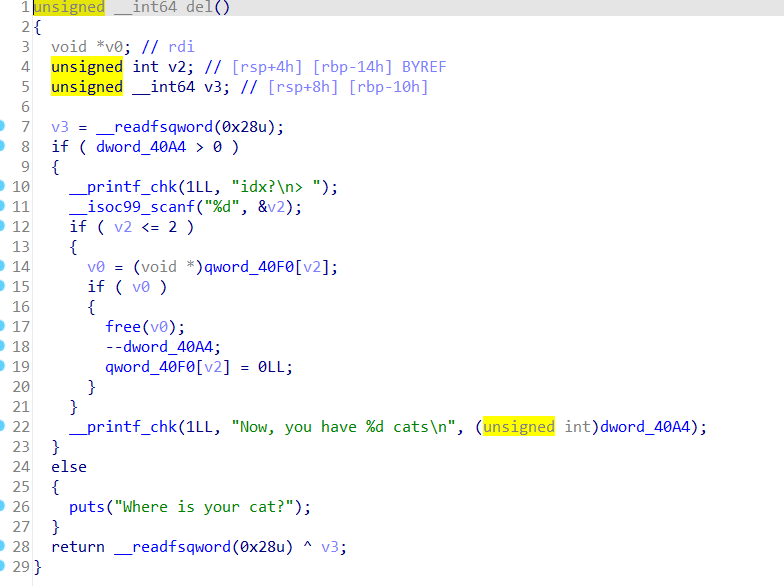 1 unsigned __int64 del()
2 {
3 void *v0; // rdi
4 unsigned int v2; // [rsp+4h] [rbp-14h] BYREF
5 unsigned __int64 v3; // [rsp+8h] [rbp-10h]
6
7 v3 = __readfsqword(0x28u);
8 if ( dword_40A4 > 0 )
9 {
10 __printf_chk(1LL, "idx?\n> ");
11 __isoc99_scanf("%d", &v2);
12 if ( v2 <= 2 )
13 {
14 v0 = (void *)qword_40F0[v2];
15 if ( v0 )
16 {
17 free(v0);
18 --dword_40A4;
19 qword_40F0[v2] = 0LL;
20 }
21 }
22 __printf_chk(1LL, "Now, you have %d cats\n", (unsigned int)dword_40A4);
23 }
24 else
25 {
26 puts("Where is your cat?");
27 }
28 return __readfsqword(0x28u) ^ v3;
29 }